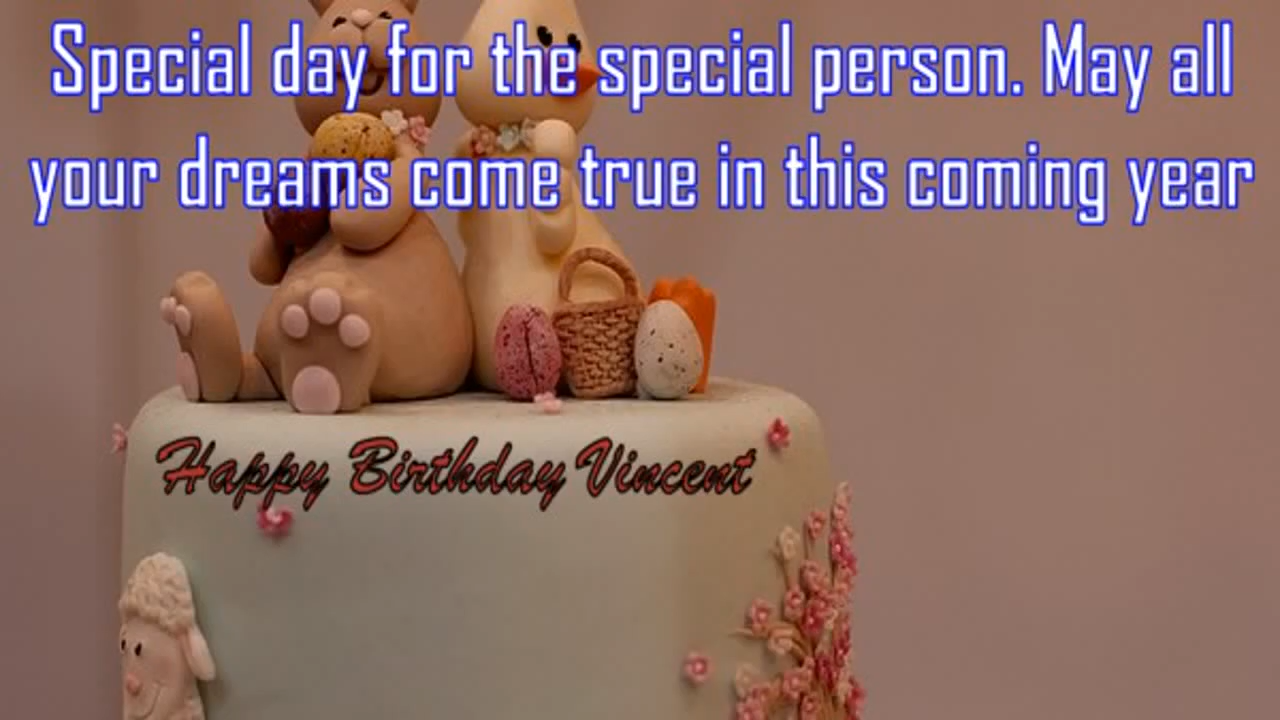 Special day for the special person. May all
your dreams come true in this coming year
Happy Birthday Vincent